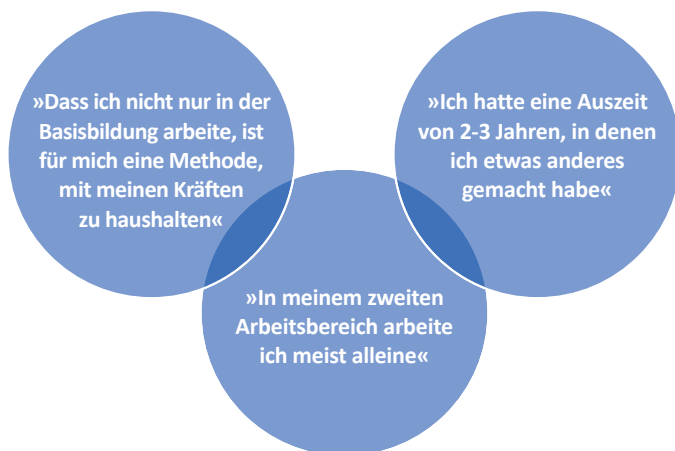 »Dass ich nicht nur in der
Basisbildung arbeite, ist
für mich eine Methode,
mit meinen Kräften
zu haushalten«
»Ich hatte eine Auszeit
von 2-3 Jahren, in denen
ich etwas anderes
gemacht habe«
»In meinem zweiten
Arbeitsbereich arbeite
ich meist alleine«